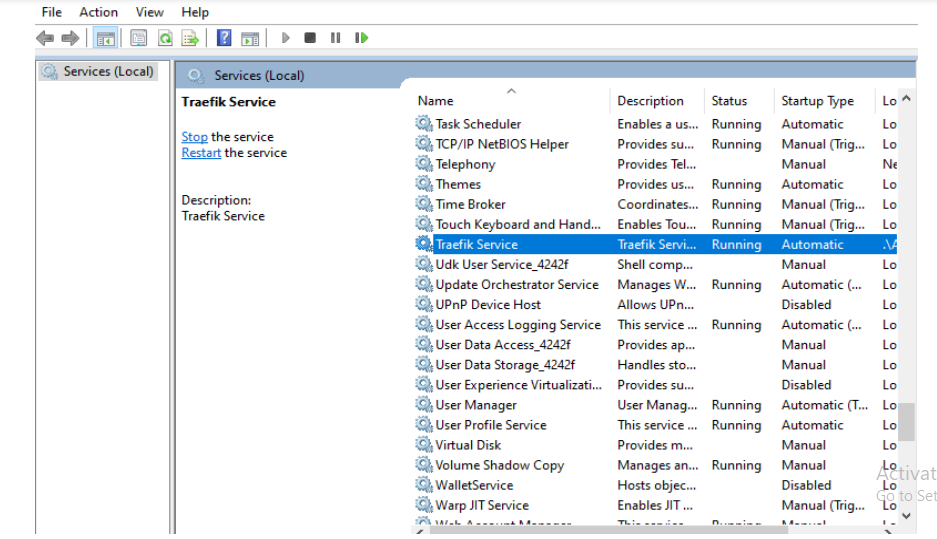 File Action View Help
Services (Local)
Services (Local)
Traefik Service
Stop the service
Restart the service
Description:
Traefik Service
Name Description Status Startup Type Lo
Task Scheduler Enables a us... Running Automatic Lo
TCP/IP NetBIOS Helper Provides su... Running Manual (Trig... Lo
Telephony Provides Tel... Manual Ne
Themes Provides us... Running Automatic Lo
Time Broker Coordinates... Running Manual (Trig... Lo
Touch Keyboard and Hand... Enables Tou... Running Manual (Trig... Lo
Traefik Service Traefik Servi... Running Automatic .\A
Udk User Service_4242f Shell comp... Manual Lo
Update Orchestrator Service Manages W... Running Automatic (... Lo
UPnP Device Host Allows UPn... Disabled Lo
User Access Logging Service This service ... Running Automatic (... Lo
User Data Access_4242f Provides ap... Manual Lo
User Data Storage_4242f Handles sto... Manual Lo
User Experience Virtualizati... Provides su... Disabled Lo
User Manager User Manag... Running Automatic (T... Lo
User Profile Service This service ... Running Automatic Lo
Virtual Disk Provides m... Manual Lo
Volume Shadow Copy Manages an... Running Manual Lo
WalletService Hosts objec... Disabled Lo
Warp JIT Service Enables JIT ... Manual (Trig... Lo
Web Account Manager This service Running Manual
Activat
Go to Set